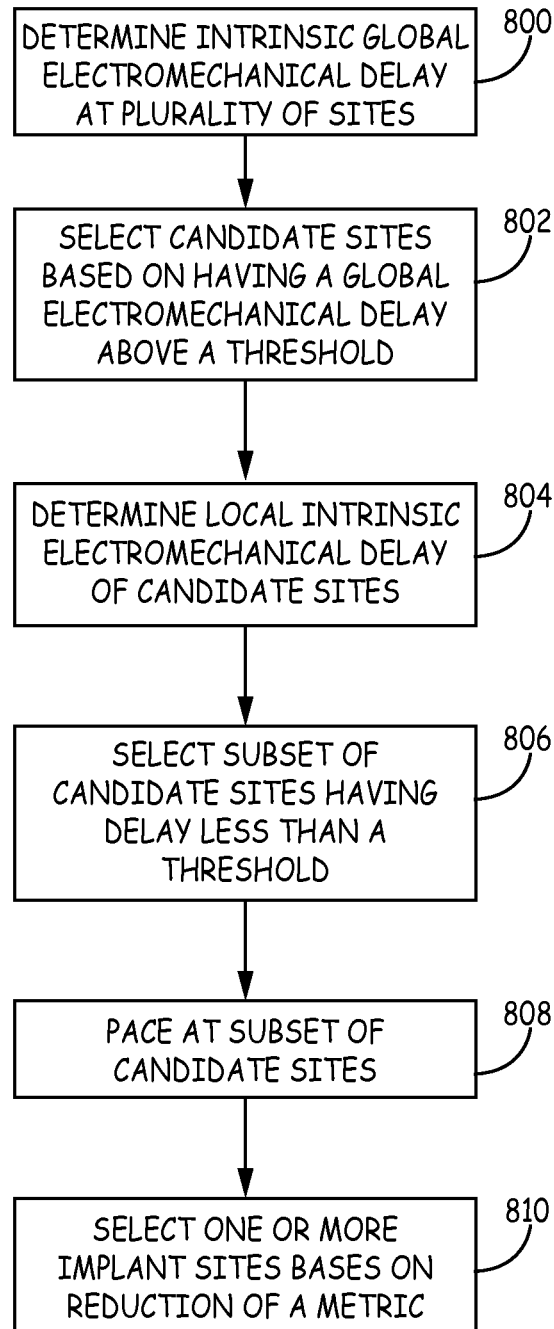 DETERMINE INTRINSIC GLOBAL
ELECTROMECHANICAL DELAY
AT PLURALITY OF SITES
800
SELECT CANDIDATE SITES
BASED ON HAVING A GLOBAL
ELECTROMECHANICAL DELAY
ABOVE A THRESHOLD
802
DETERMINE LOCAL INTRINSIC
ELECTROMECHANICAL DELAY
OF CANDIDATE SITES
804
SELECT SUBSET OF
CANDIDATE SITES HAVING
DELAY LESS THAN A
THRESHOLD
806
PACE AT SUBSET OF
CANDIDATE SITES
808
SELECT ONE OR MORE
IMPLANT SITES BASES ON
REDUCTION OF A METRIC
810